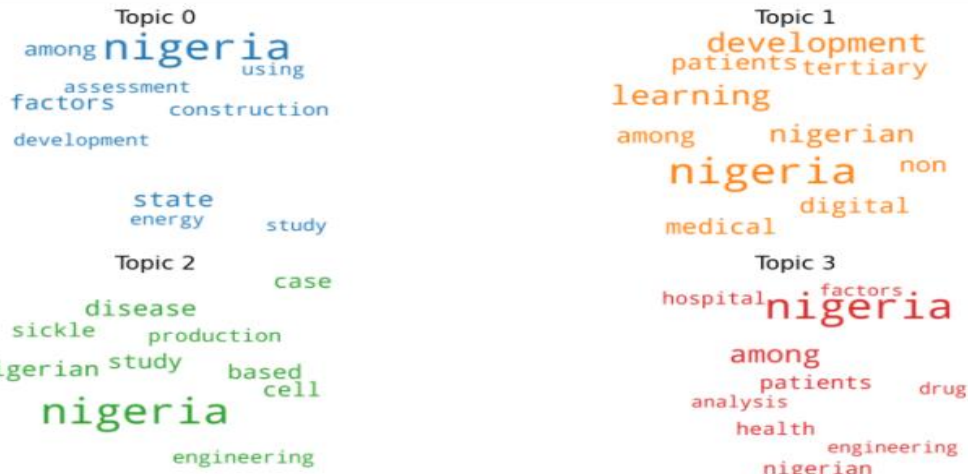 Topic 0
among nigeria
using
assessment
factors
construction
development
state
energy
study
Topic 1
development
patients tertiary
learning
among nigerian
nigeria non
digital
medical
Topic 2
case
disease
sickle
production
igerian study
based
cell
nigeria
engineering
Topic 3
factors
hospital nigeria
among
patients
drug
analysis
health
engineering
nigerian